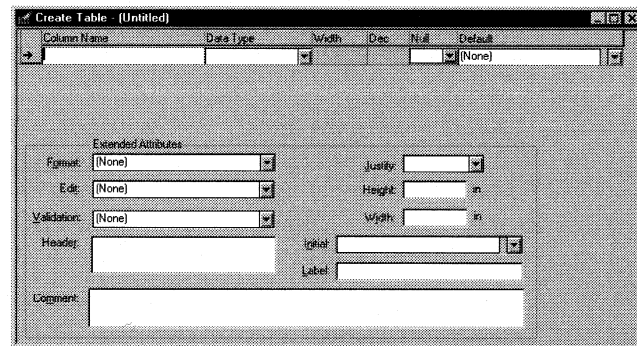 Create Table - (Untitled)
Column Name Data Type Width Dec Null Default
(None)
Extended Attributes
Format: (None) Justify:
Edit: (None) Height: in
Validation: (None) Width: in
Header: Initial:
Label:
Comment: